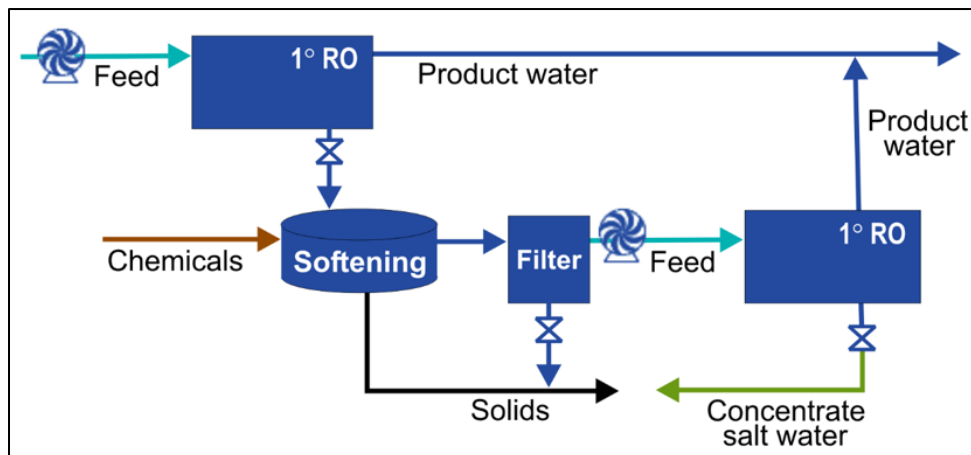 1° RO
Feed
Product water
Product
water
Chemicals
Softening
Filter
Feed
1° RO
Solids
Concentrate
salt water